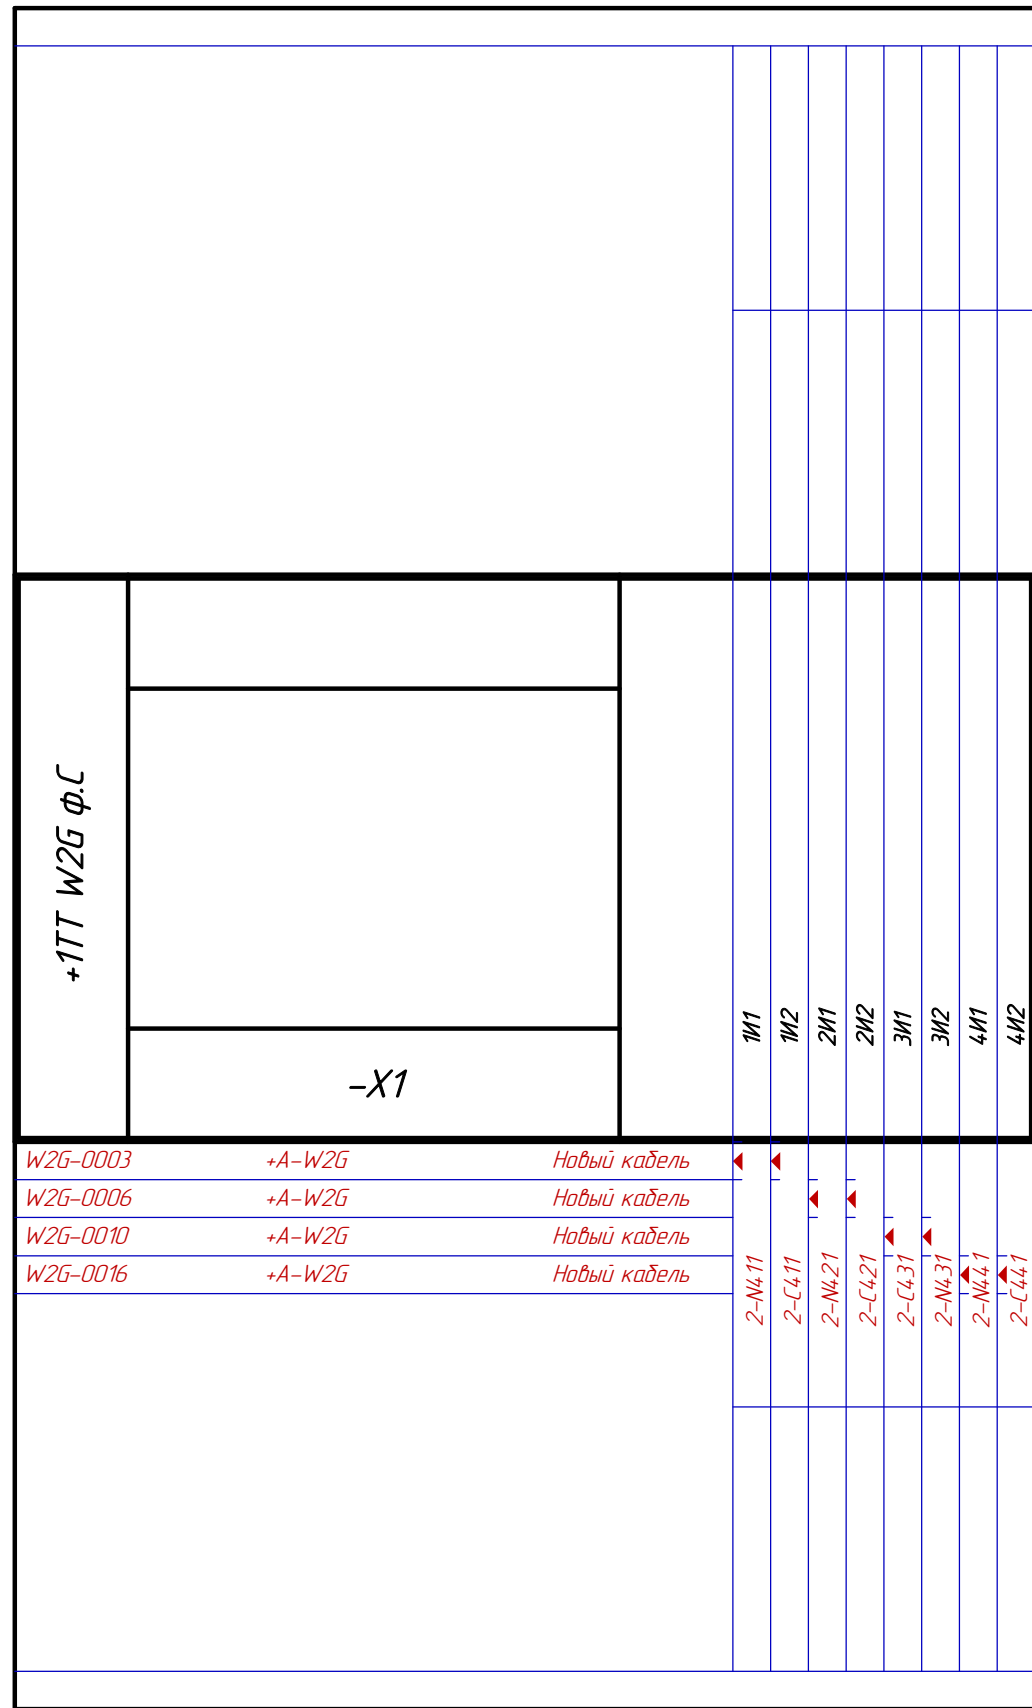 +1ТТ W2G ф.С
-X1
1И1
1И2
2И1
2И2
3И1
3И2
4И1
4И2
W2G-0003 +A-W2G Новый кабель
W2G-0006 +A-W2G Новый кабель
W2G-0010 +A-W2G Новый кабель
W2G-0016 +A-W2G Новый кабель
2-N411
2-C411
2-N421
2-C421
2-C431
2-N431
2-N441
2-C441